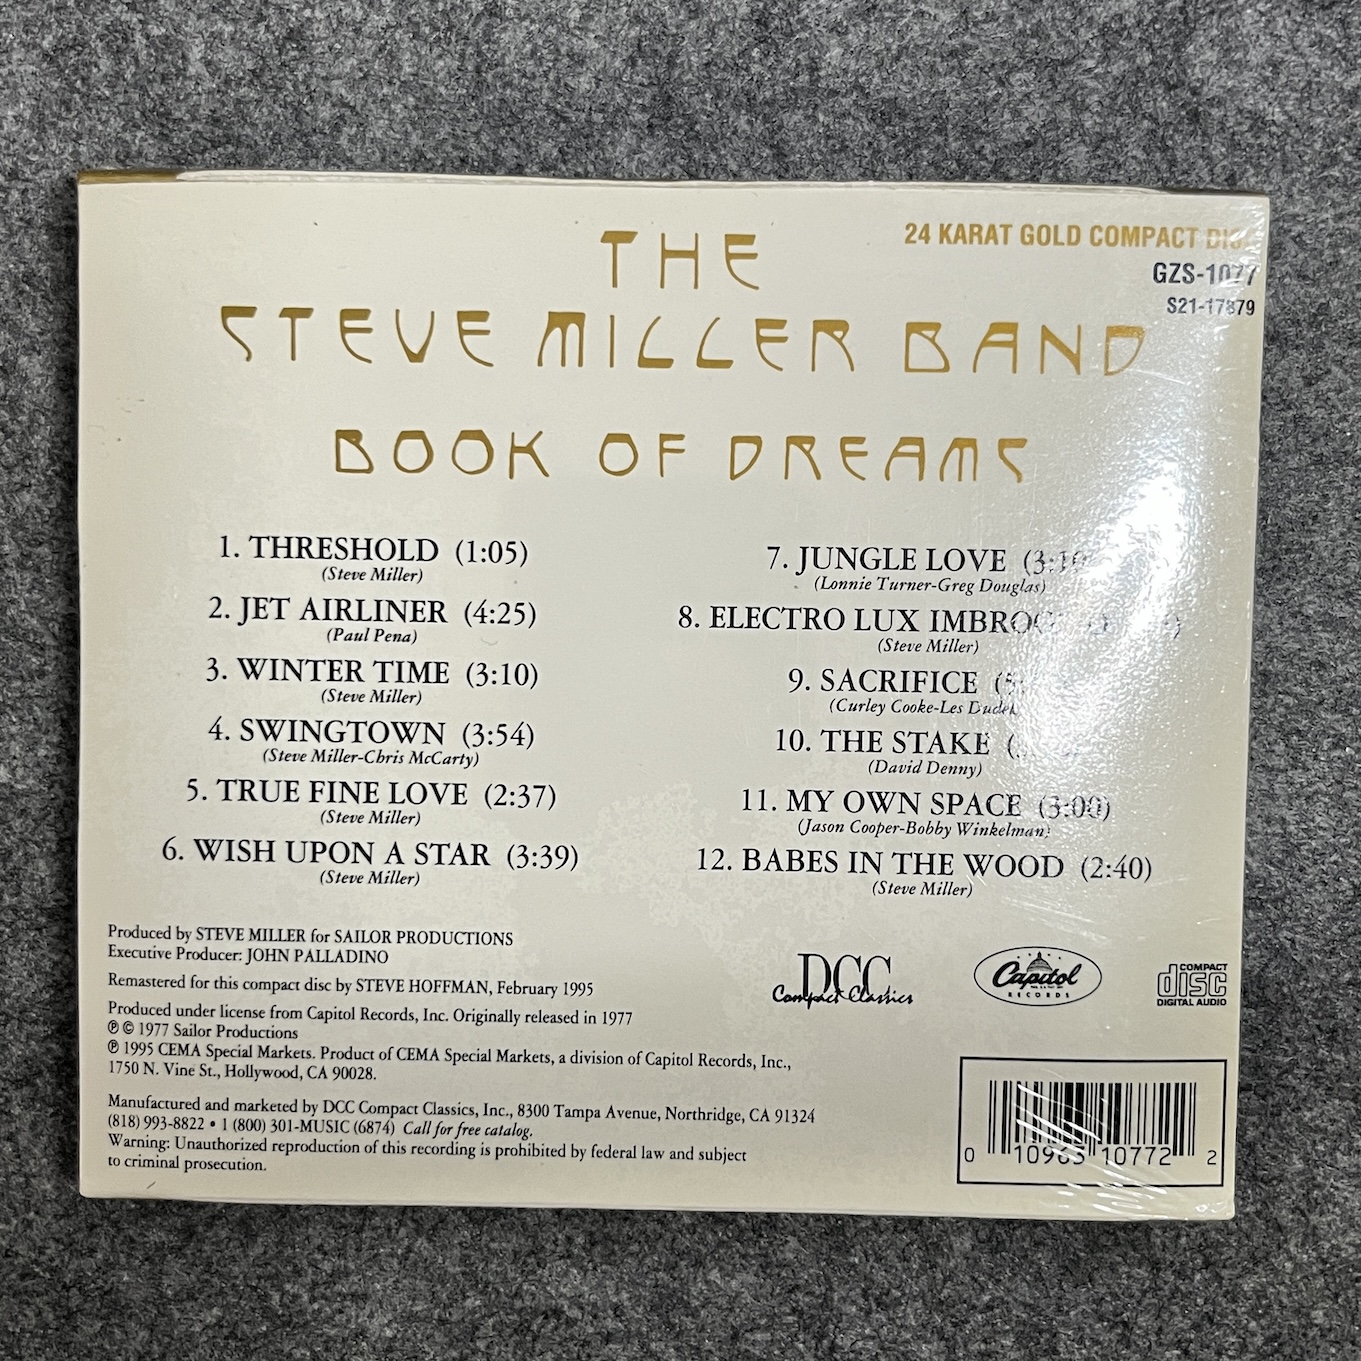 24 KARAT GOLD COMPACT
GZS-1077
S21-17879
THE
STEVE MILLER BAND
BOOK OF DREAMS
1. THRESHOLD (1:05)
(Steve Miller)
2. JET AIRLINER (4:25)
(Paul Pena)
3. WINTER TIME (3:10)
(Steve Miller)
4. SWINGTOWN (3:54)
(Steve Miller-Chris McCarty)
5. TRUE FINE LOVE (2:37)
(Steve Miller)
6. WISH UPON A STAR (3:39)
(Steve Miller)
7. JUNGLE LOVE
(Lonnie Turner-Greg Douglas)
8. ELECTRO LUX
(Steve Miller)
9. SACRIFICE
(Curley Cooke-Les Dudek)
10. THE STAKE
(David Denny)
11. MY OWN SPACE (3:00)
(Jason Cooper-Bobby Winkelman)
12. BABES IN THE WOOD (2:40)
(Steve Miller)
Produced by STEVE MILLER for SAILOR PRODUCTIONS
Executive Producer: JOHN PALLADINO
Remastered for this compact disc by STEVE HOFFMAN, February 1995
Produced under license from Capitol Records, Inc. Originally released in 1977
℗ © 1977 Sailor Productions
℗ 1995 CEMA Special Markets. Product of CEMA Special Markets, a division of Capitol Records, Inc.,
1750 N. Vine St., Hollywood, CA 90028.
Manufactured and marketed by DCC Compact Classics, Inc., 8300 Tampa Avenue, Northridge, CA 91324
(818) 993-8822 • 1 (800) 301-MUSIC (6874) Call for free catalog.
Warning: Unauthorized reproduction of this recording is prohibited by federal law and subject
to criminal prosecution.
DCC
Compact Classics
Capitol
RECORDS
COMPACT
disc
DIGITAL AUDIO
0 10963 10772 2